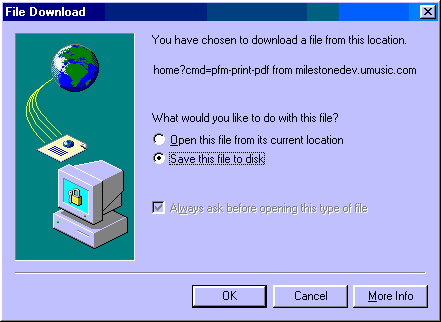 File Download
You have chosen to download a file from this location.
home?cmd=pfm-print-pdf from milestonedev.umusic.com
What would you like to do with this file?
Open this file from its current location
Save this file to disk
Always ask before opening this type of file
OK
Cancel
More Info